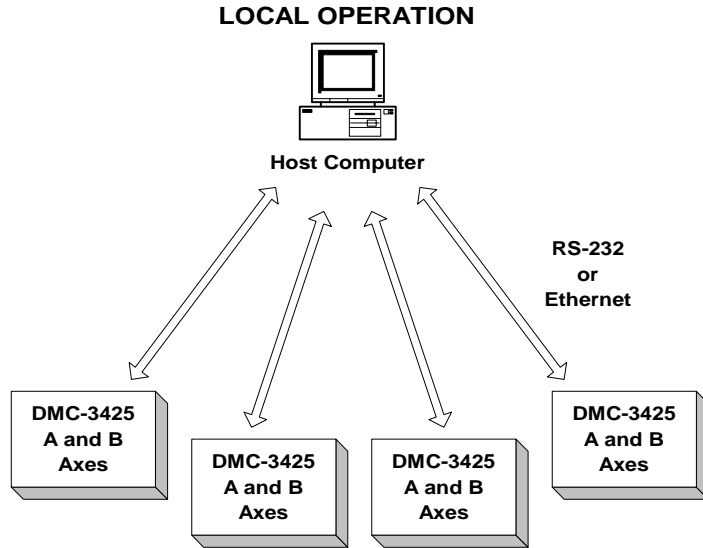 LOCAL OPERATION
Host Computer
RS-232
or
Ethernet
DMC-3425
A and B
Axes
DMC-3425
A and B
Axes
DMC-3425
A and B
Axes
DMC-3425
A and B
Axes